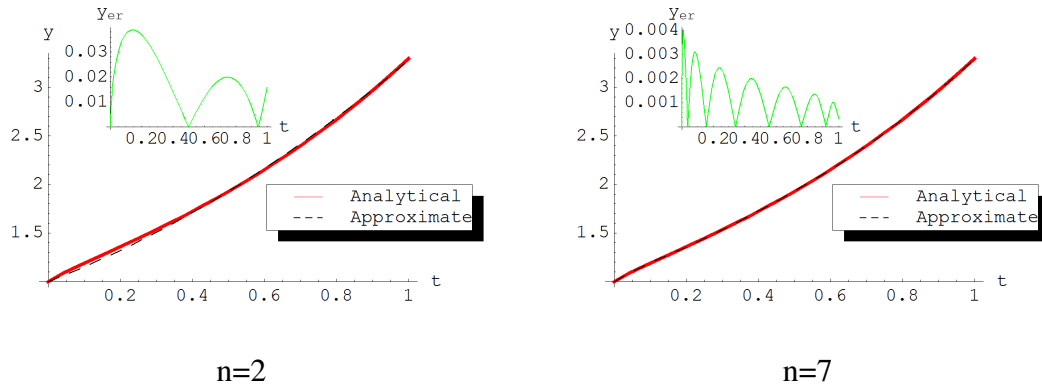 y_er
y
0.03
0.02
0.01
0.20.40.60.8 1 t
3
2.5
2
1.5
Analytical
Approximate
0.2 0.4 0.6 0.8 1 t
n=2
y_er
y
0.004
0.003
0.002
0.001
0.20.40.60.8 1 t
3
2.5
2
1.5
Analytical
Approximate
0.2 0.4 0.6 0.8 1 t
n=7